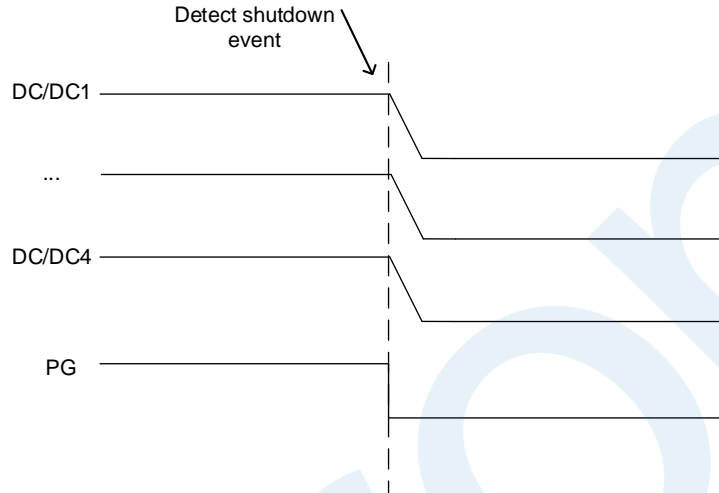 Detect shutdown
event
DC/DC1
...
DC/DC4
PG